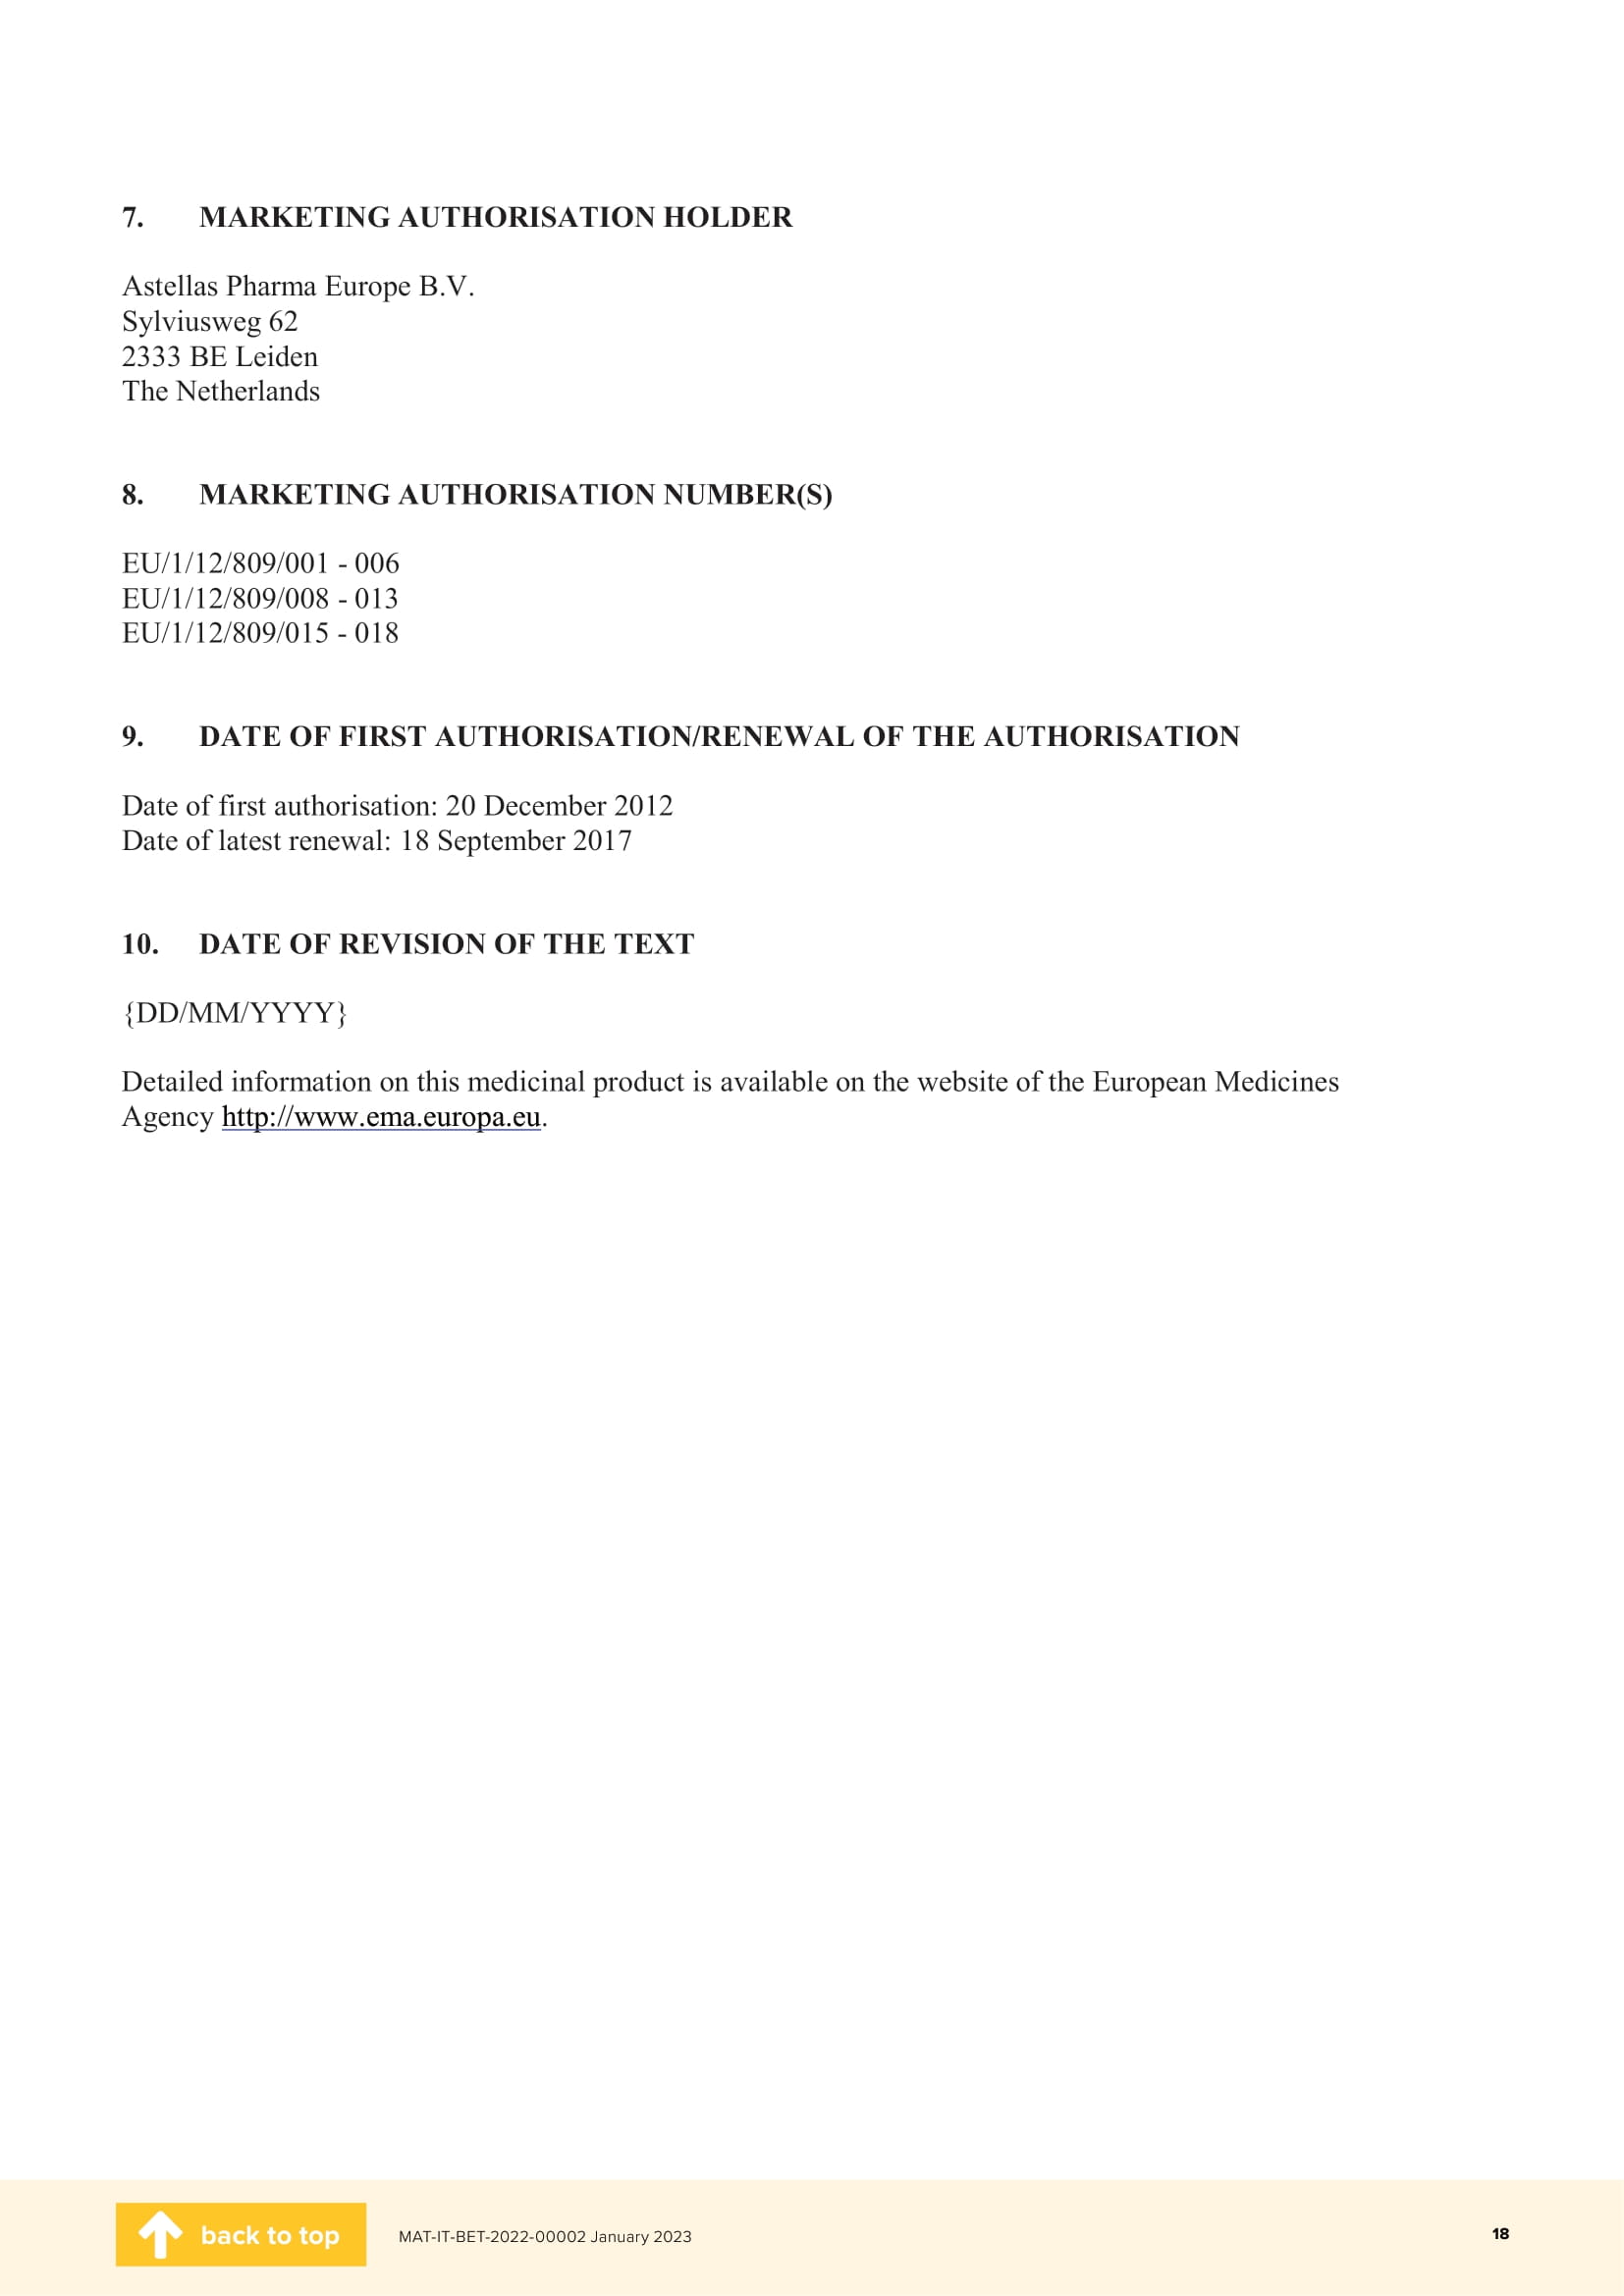 7. MARKETING AUTHORISATION HOLDER
Astellas Pharma Europe B.V.
Sylviusweg 62
2333 BE Leiden
The Netherlands
8. MARKETING AUTHORISATION NUMBER(S)
EU/1/12/809/001 - 006
EU/1/12/809/008 - 013
EU/1/12/809/015 - 018
9. DATE OF FIRST AUTHORISATION/RENEWAL OF THE AUTHORISATION
Date of first authorisation: 20 December 2012
Date of latest renewal: 18 September 2017
10. DATE OF REVISION OF THE TEXT
{DD/MM/YYYY}
Detailed information on this medicinal product is available on the website of the European Medicines
Agency http://www.ema.europa.eu.
back to top MAT-IT-BET-2022-00002 January 2023 18